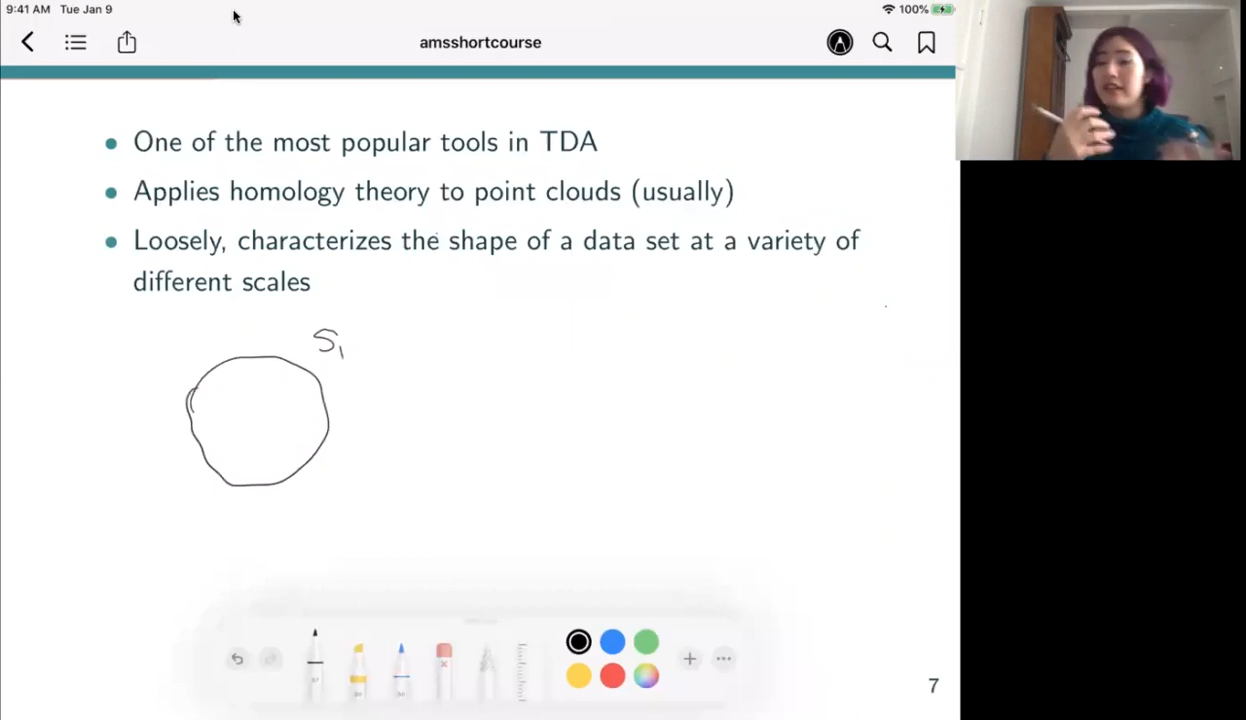 9:41 AM Tue Jan 9
100%
amsshortcourse
One of the most popular tools in TDA
Applies homology theory to point clouds (usually)
Loosely, characterizes the shape of a data set at a variety of
different scales
S₁
7